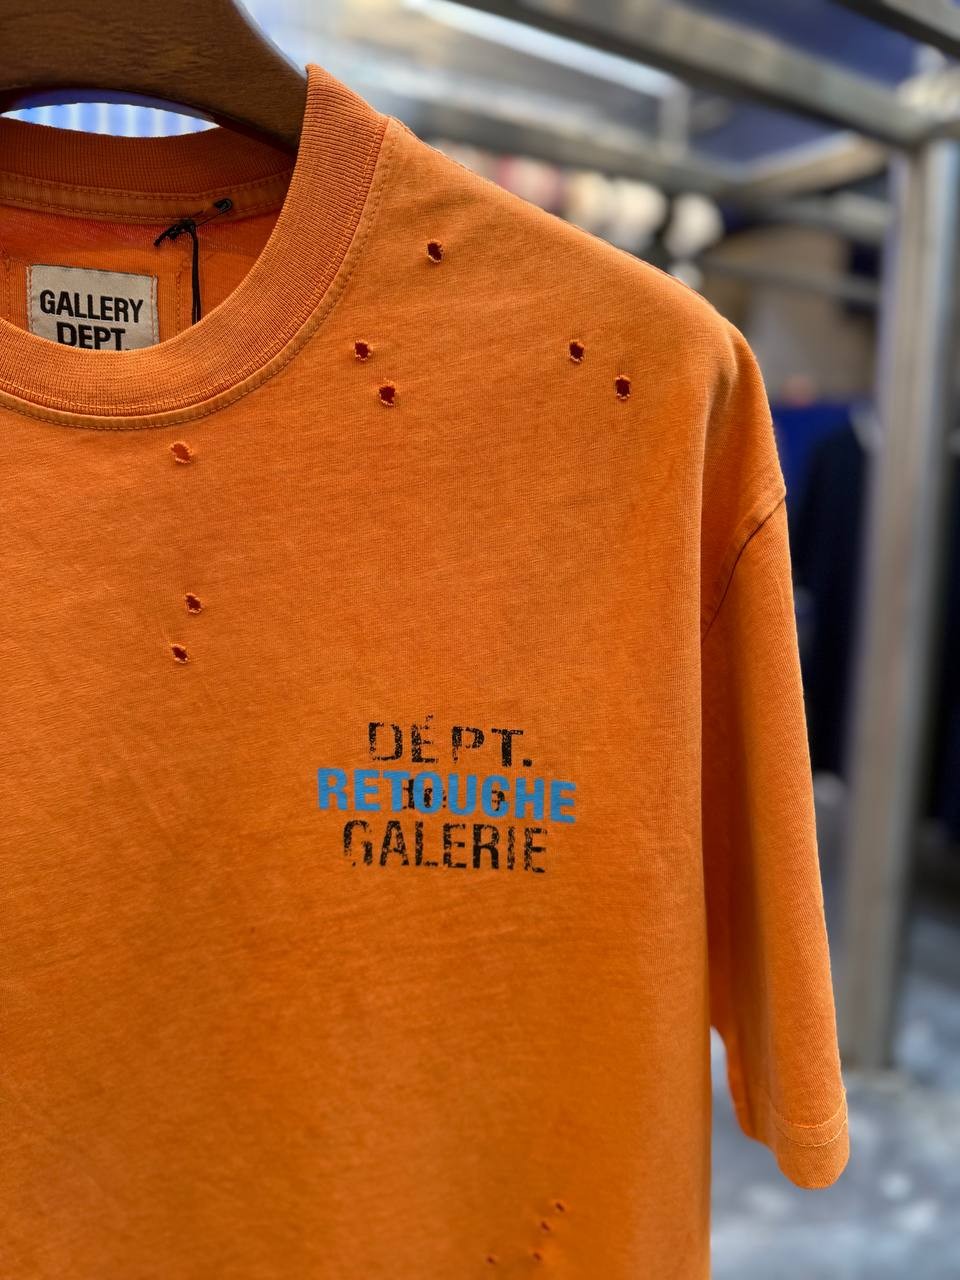 GALLERY
DEPT.
DÉPT.
RETOUCHE
GALERIE